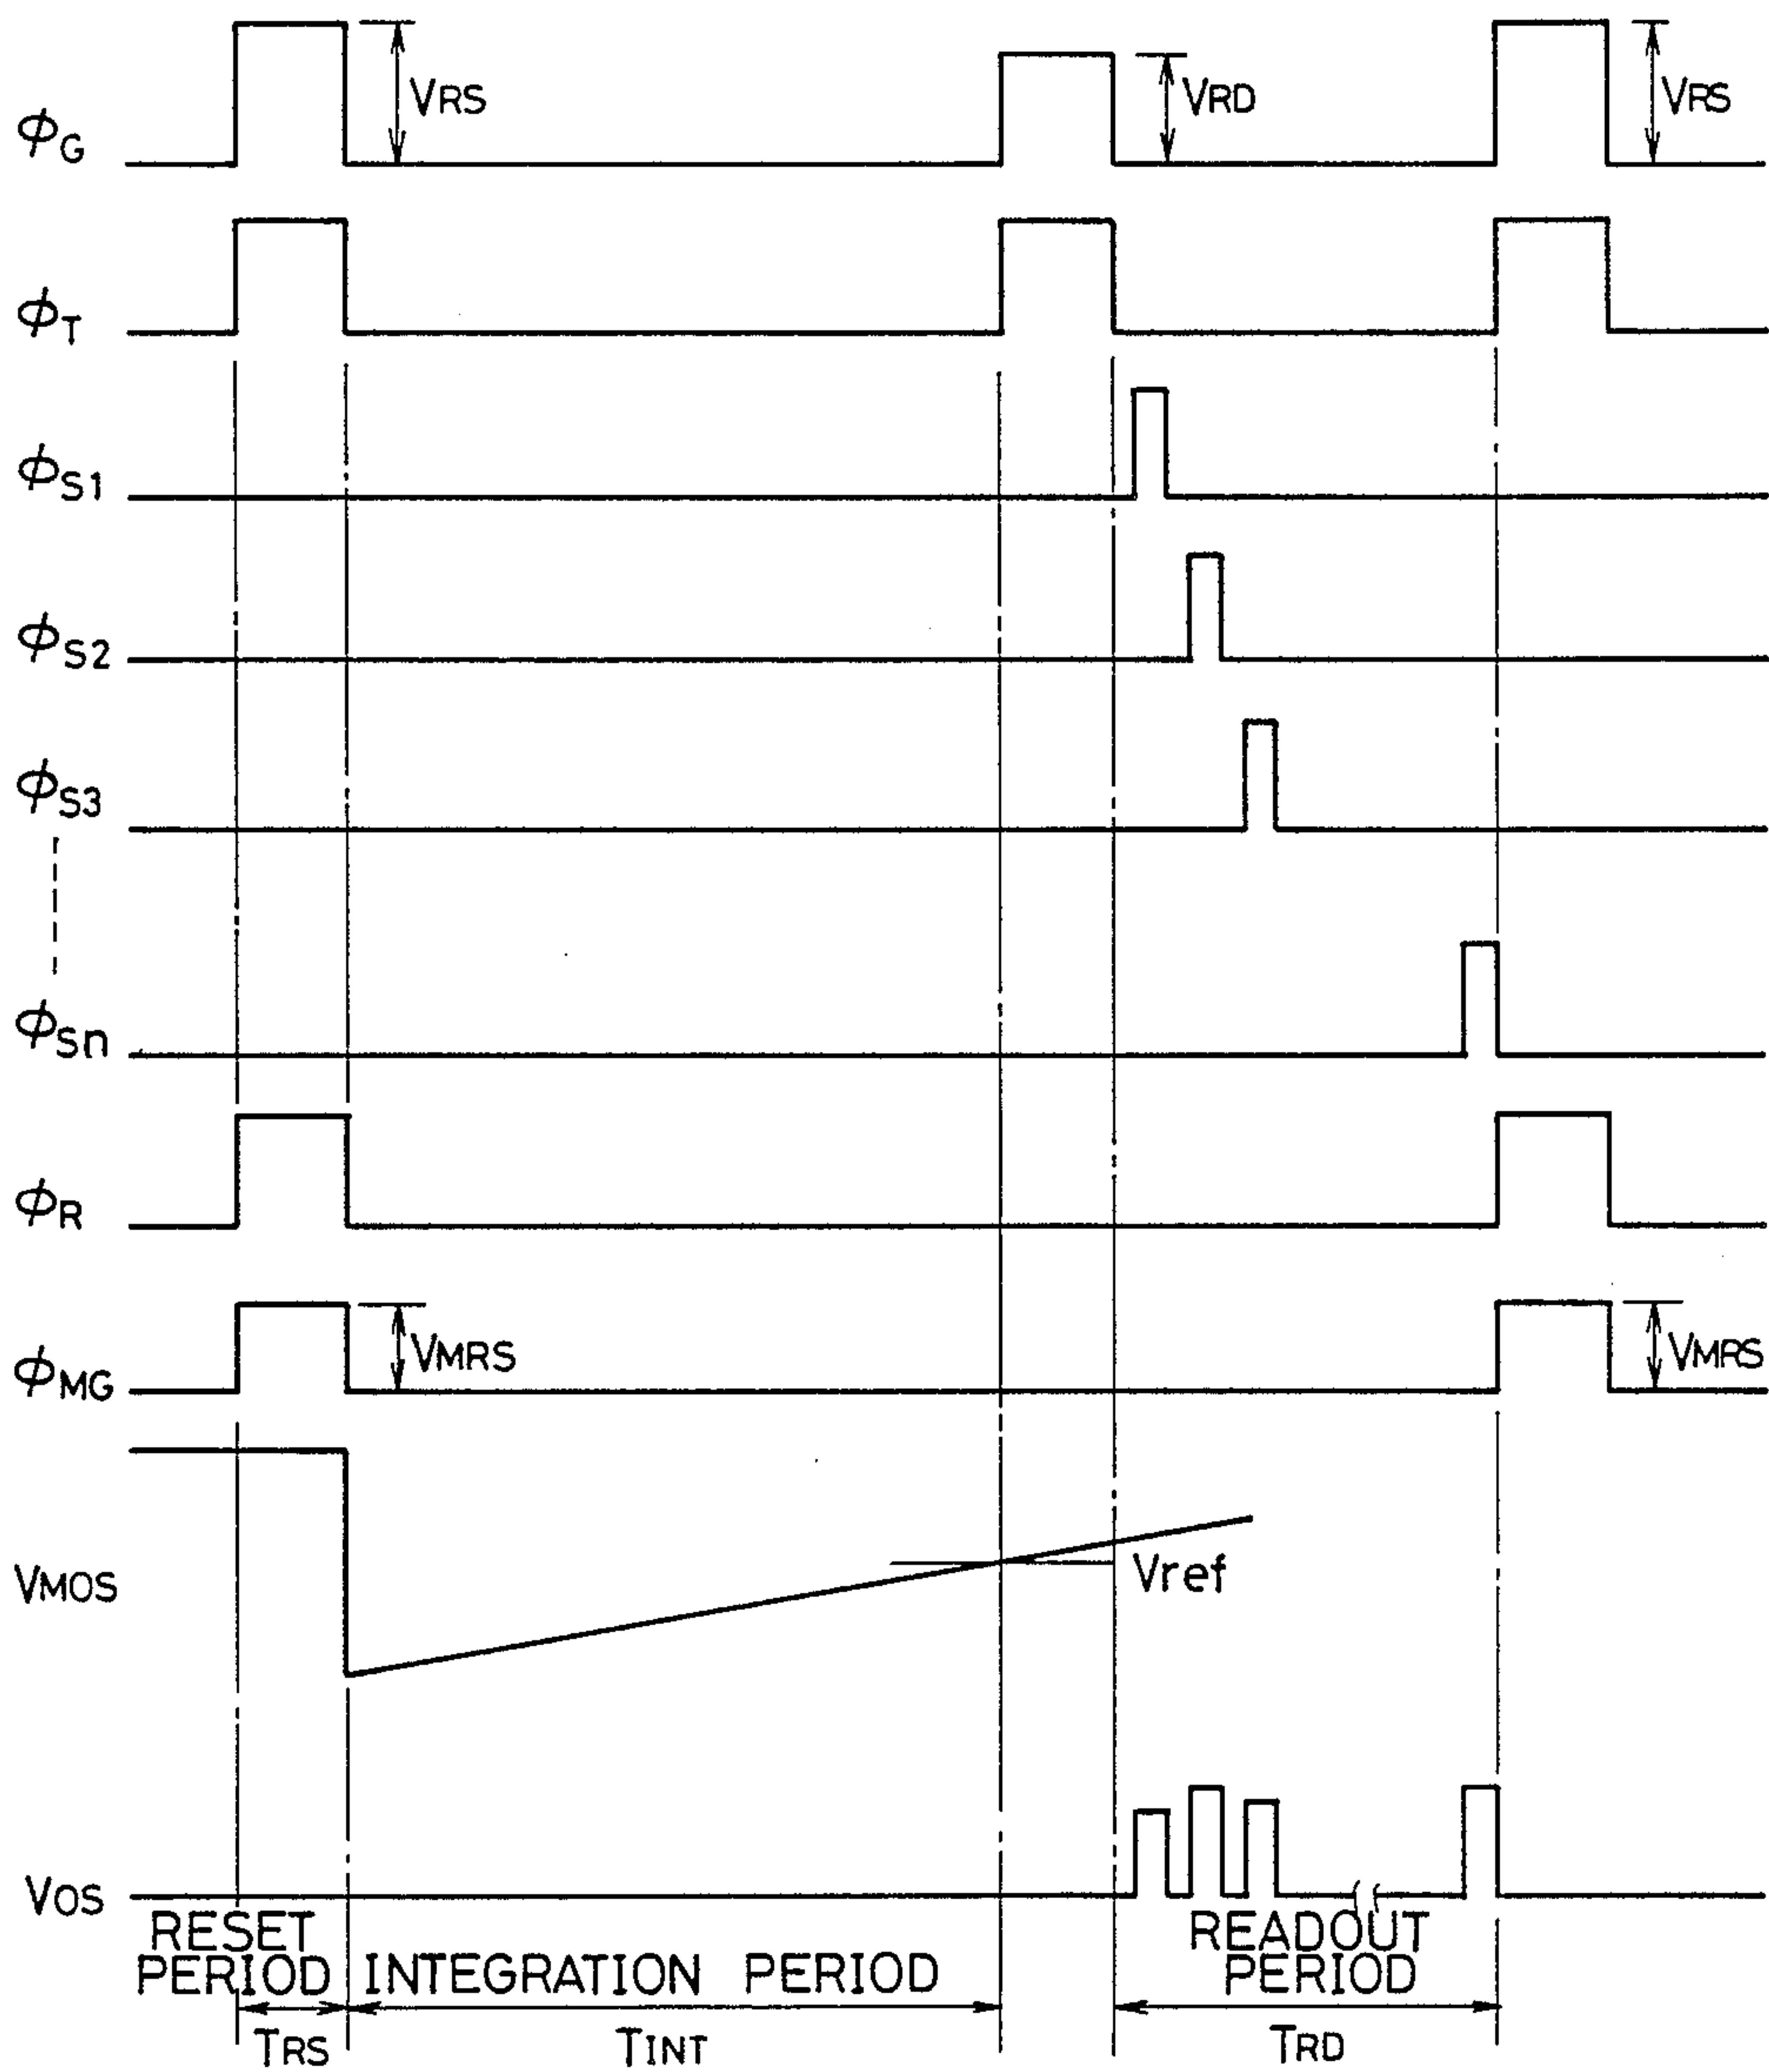 φG VRS VRD VRS
φT
φS1
φS2
φS3
φSn
φR
φMG VMRS VMRS
VMOS Vref
VOS
RESET PERIOD
INTEGRATION PERIOD
READOUT PERIOD
TRS TINT TRD